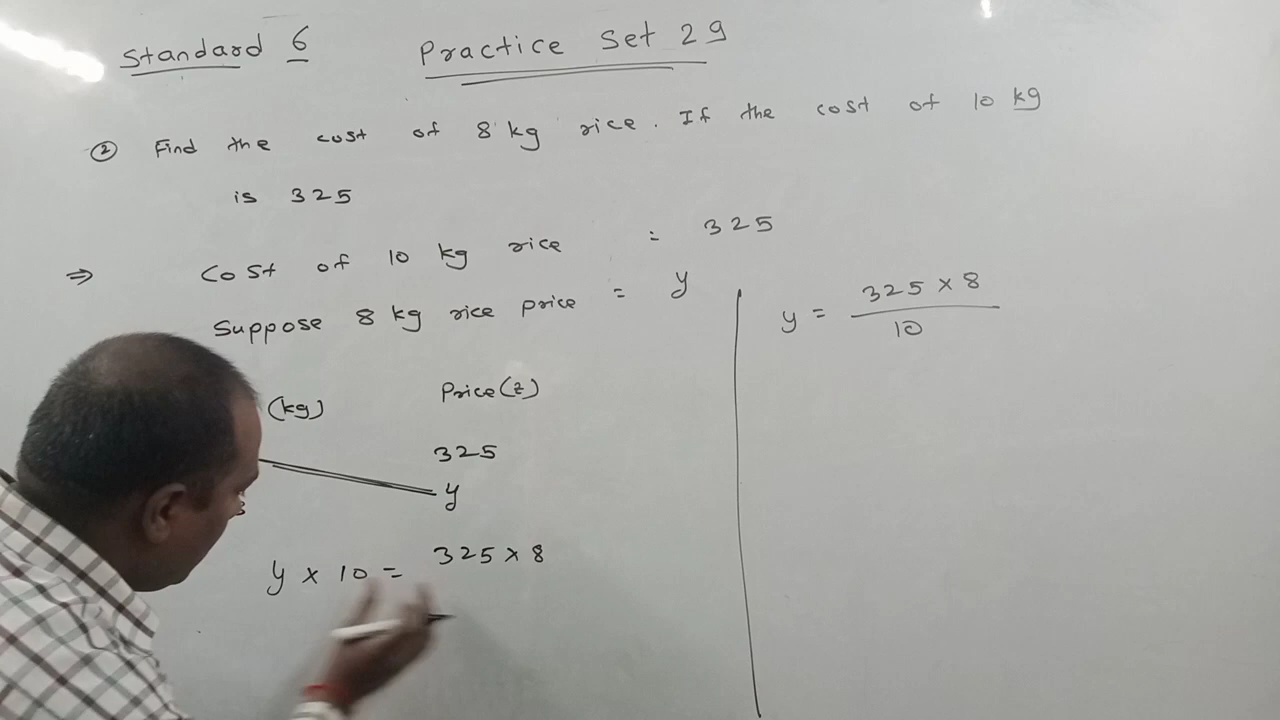 Standard 6 Practice Set 29
② Find the cost of 8 kg rice. If the cost of 10 kg
is 325
⇒ Cost of 10 kg rice = 325
Suppose 8 kg rice price = y
(kg) Price (₹)
325
y
y × 10 = 325 × 8
y = 325 × 8 / 10